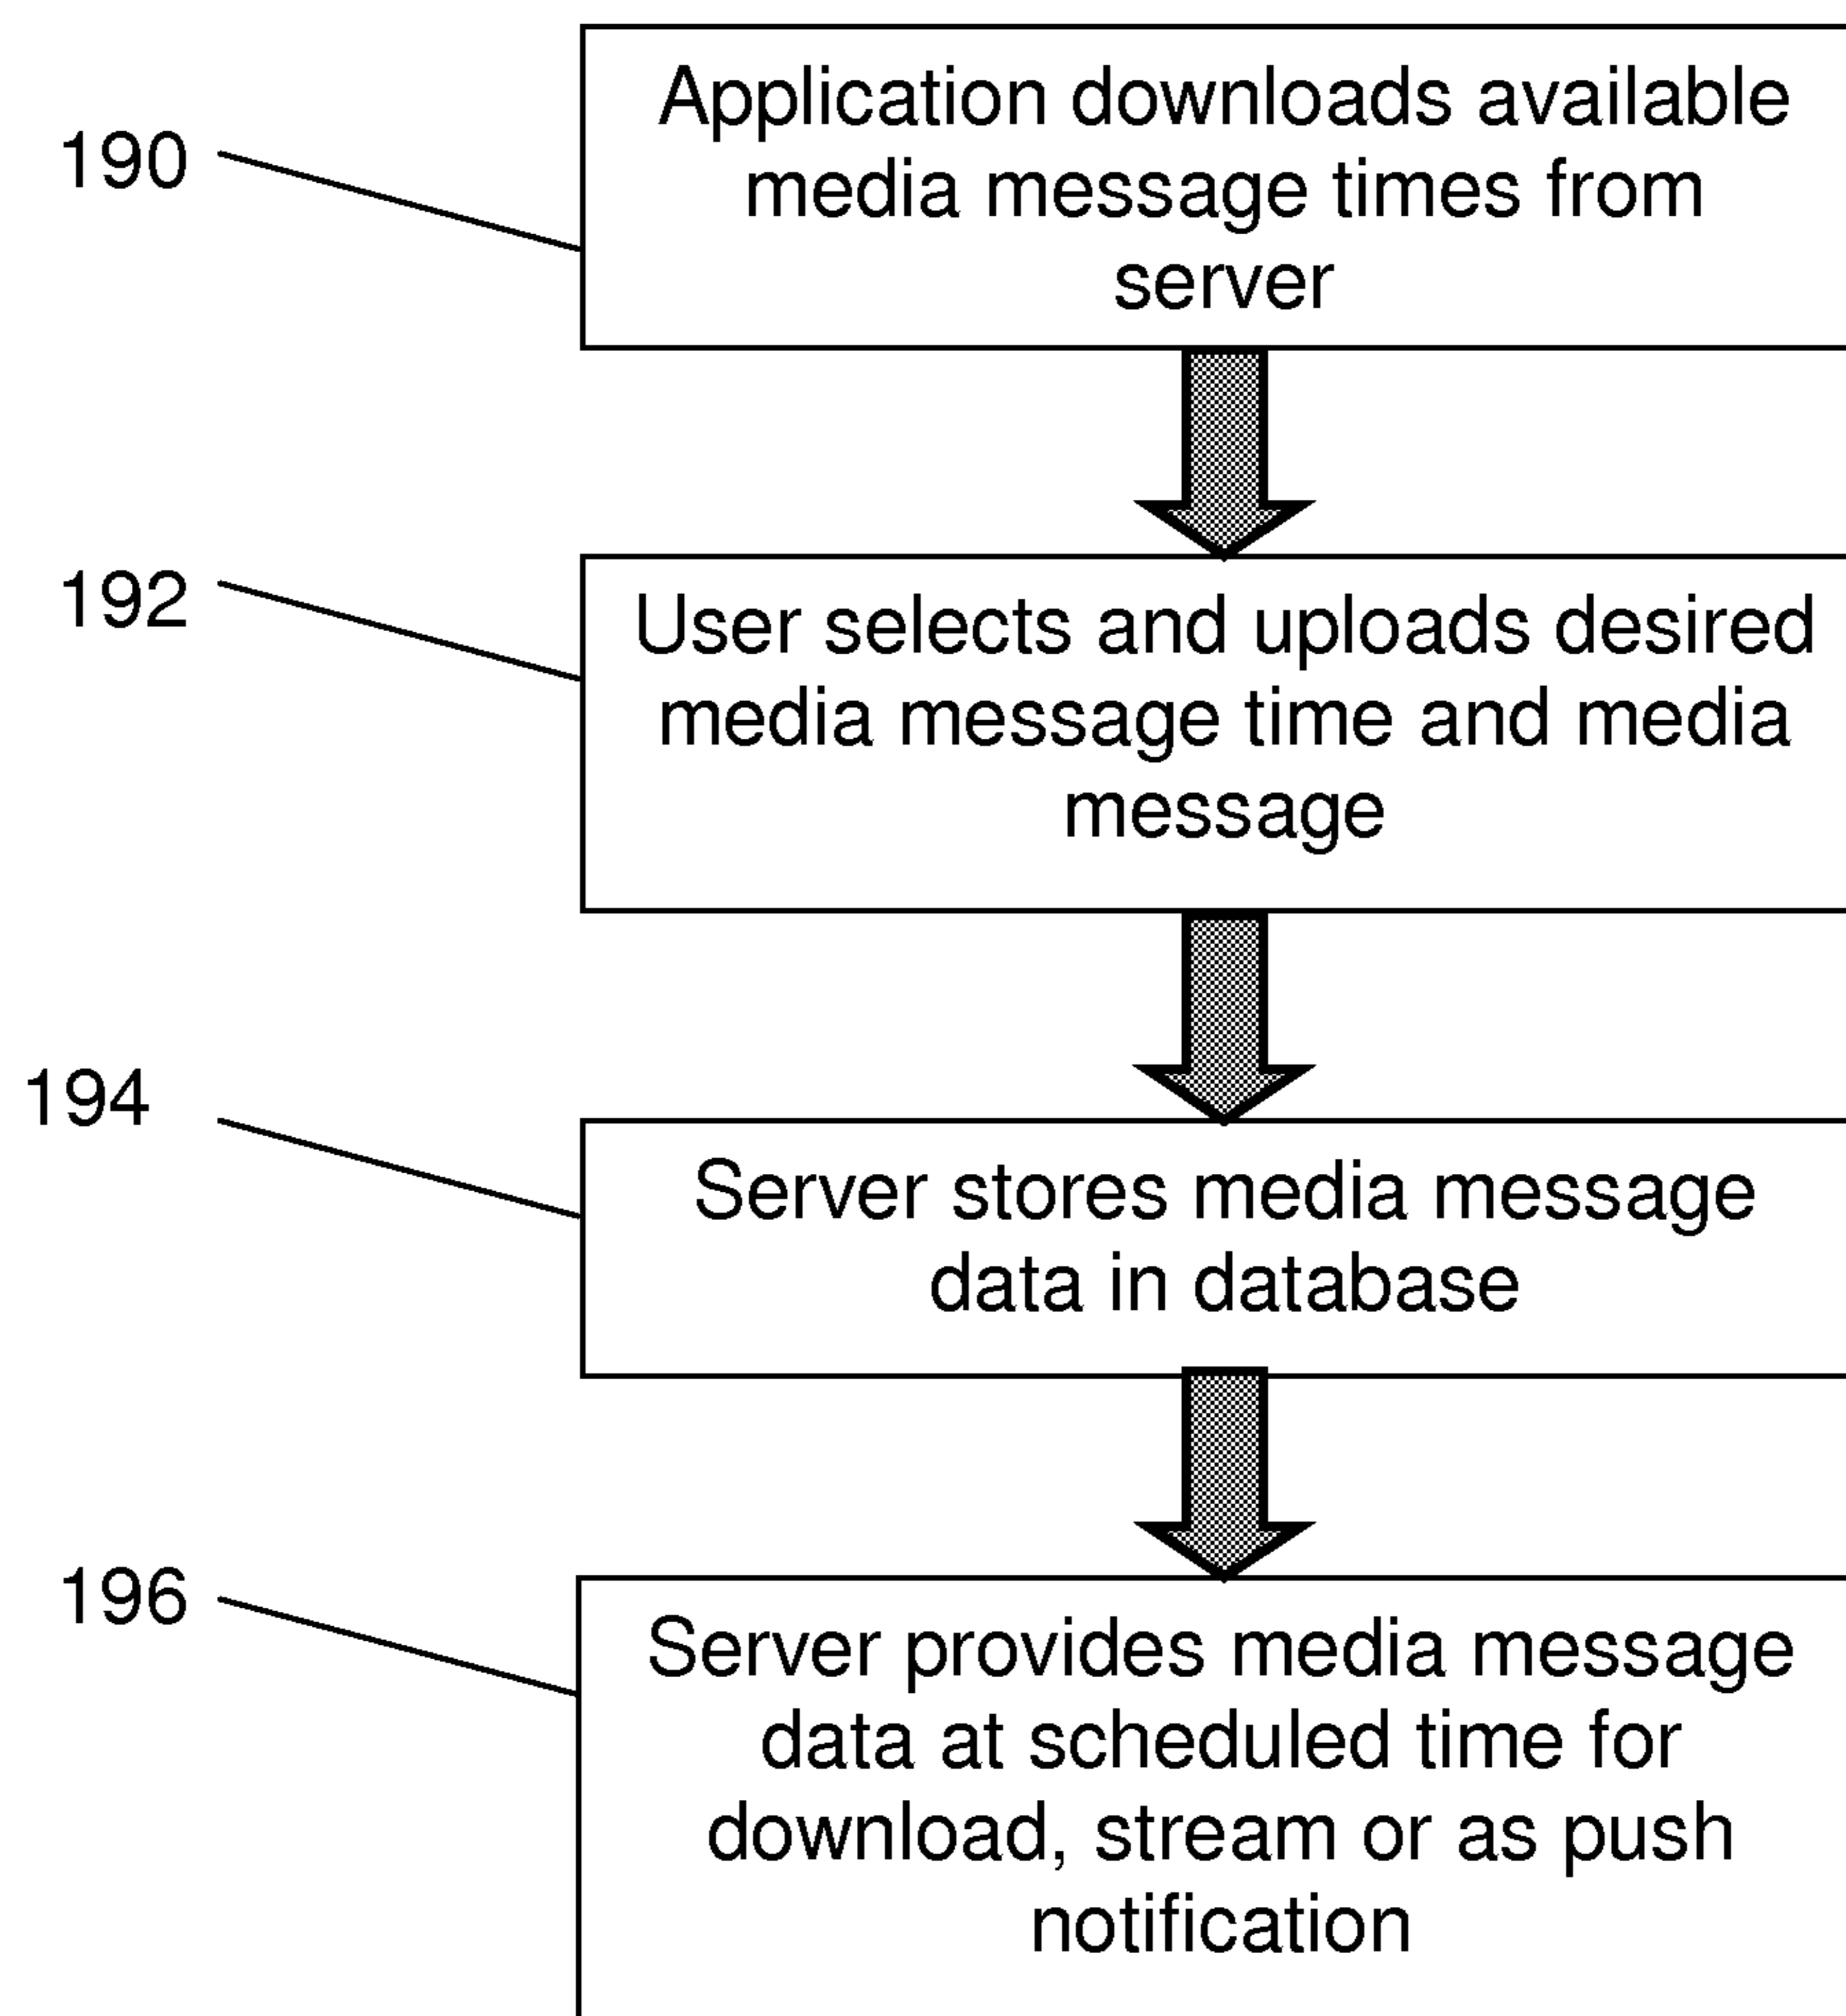 190
Application downloads available
media message times from
server
192
User selects and uploads desired
media message time and media
message
194
Server stores media message
data in database
196
Server provides media message
data at scheduled time for
download, stream or as push
notification